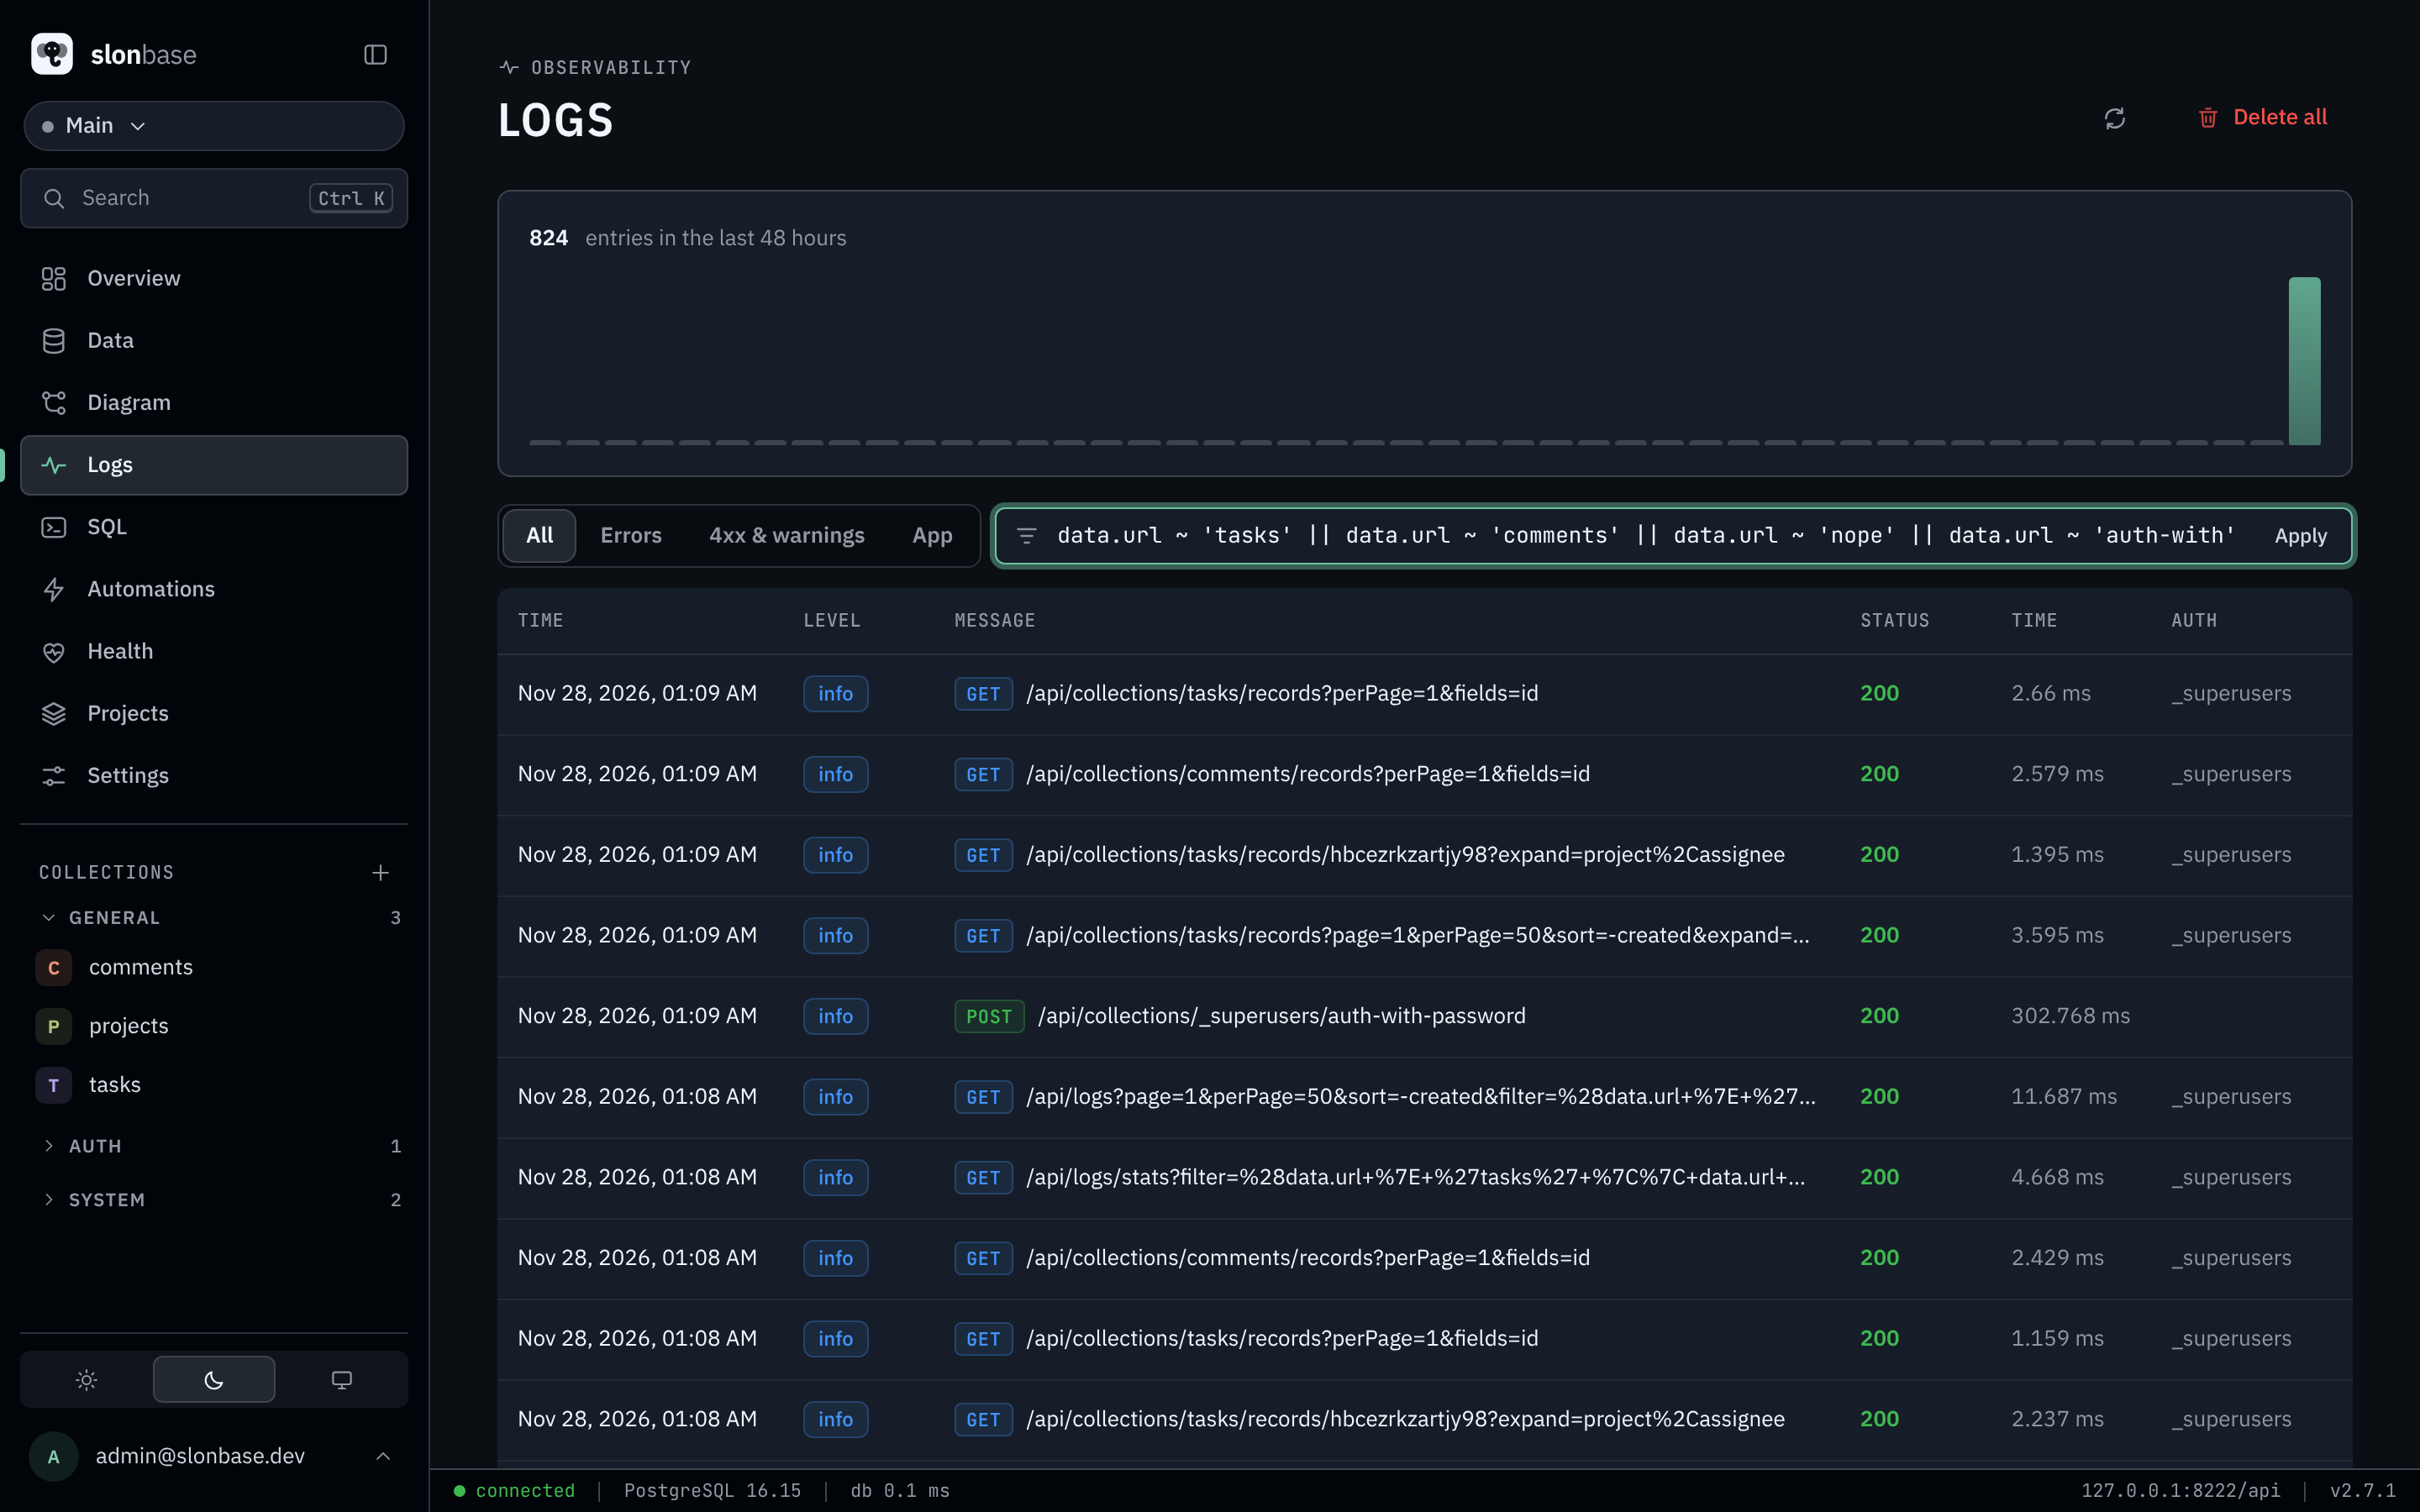 slonbase
Main
Search Ctrl K
Overview
Data
Diagram
Logs
SQL
Automations
Health
Projects
Settings
COLLECTIONS
GENERAL 3
C comments
P projects
T tasks
AUTH 1
SYSTEM 2
A admin@slonbase.dev
OBSERVABILITY
LOGS
Delete all
824 entries in the last 48 hours
All Errors 4xx & warnings App
data.url ~ 'tasks' || data.url ~ 'comments' || data.url ~ 'nope' || data.url ~ 'auth-with' Apply
TIME LEVEL MESSAGE STATUS TIME AUTH
Nov 28, 2026, 01:09 AM info GET /api/collections/tasks/records?perPage=1&fields=id 200 2.66 ms _superusers
Nov 28, 2026, 01:09 AM info GET /api/collections/comments/records?perPage=1&fields=id 200 2.579 ms _superusers
Nov 28, 2026, 01:09 AM info GET /api/collections/tasks/records/hbcezrkzartjy98?expand=project%2Cassignee 200 1.395 ms _superusers
Nov 28, 2026, 01:09 AM info GET /api/collections/tasks/records?page=1&perPage=50&sort=-created&expand=... 200 3.595 ms _superusers
Nov 28, 2026, 01:09 AM info POST /api/collections/_superusers/auth-with-password 200 302.768 ms
Nov 28, 2026, 01:08 AM info GET /api/logs?page=1&perPage=50&sort=-created&filter=%28data.url+%7E+%27... 200 11.687 ms _superusers
Nov 28, 2026, 01:08 AM info GET /api/logs/stats?filter=%28data.url+%7E+%27tasks%27+%7C%7C+data.url+... 200 4.668 ms _superusers
Nov 28, 2026, 01:08 AM info GET /api/collections/comments/records?perPage=1&fields=id 200 2.429 ms _superusers
Nov 28, 2026, 01:08 AM info GET /api/collections/tasks/records?perPage=1&fields=id 200 1.159 ms _superusers
Nov 28, 2026, 01:08 AM info GET /api/collections/tasks/records/hbcezrkzartjy98?expand=project%2Cassignee 200 2.237 ms _superusers
connected | PostgreSQL 16.15 | db 0.1 ms 127.0.0.1:8222/api | v2.7.1